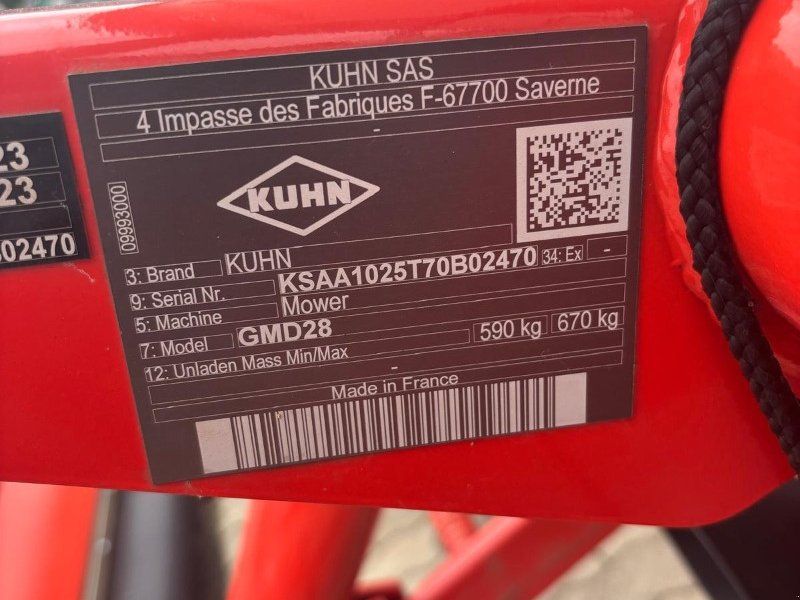 KUHN SAS
4 Impasse des Fabriques F-67700 Saverne
-
KUHN
09993000
3: Brand KUHN
9: Serial Nr. KSAA1025T70B02470 34: Ex -
5: Machine Mower
7: Model GMD28
12: Unladen Mass Min/Max 590 kg 670 kg
-
Made in France
23
23
B02470